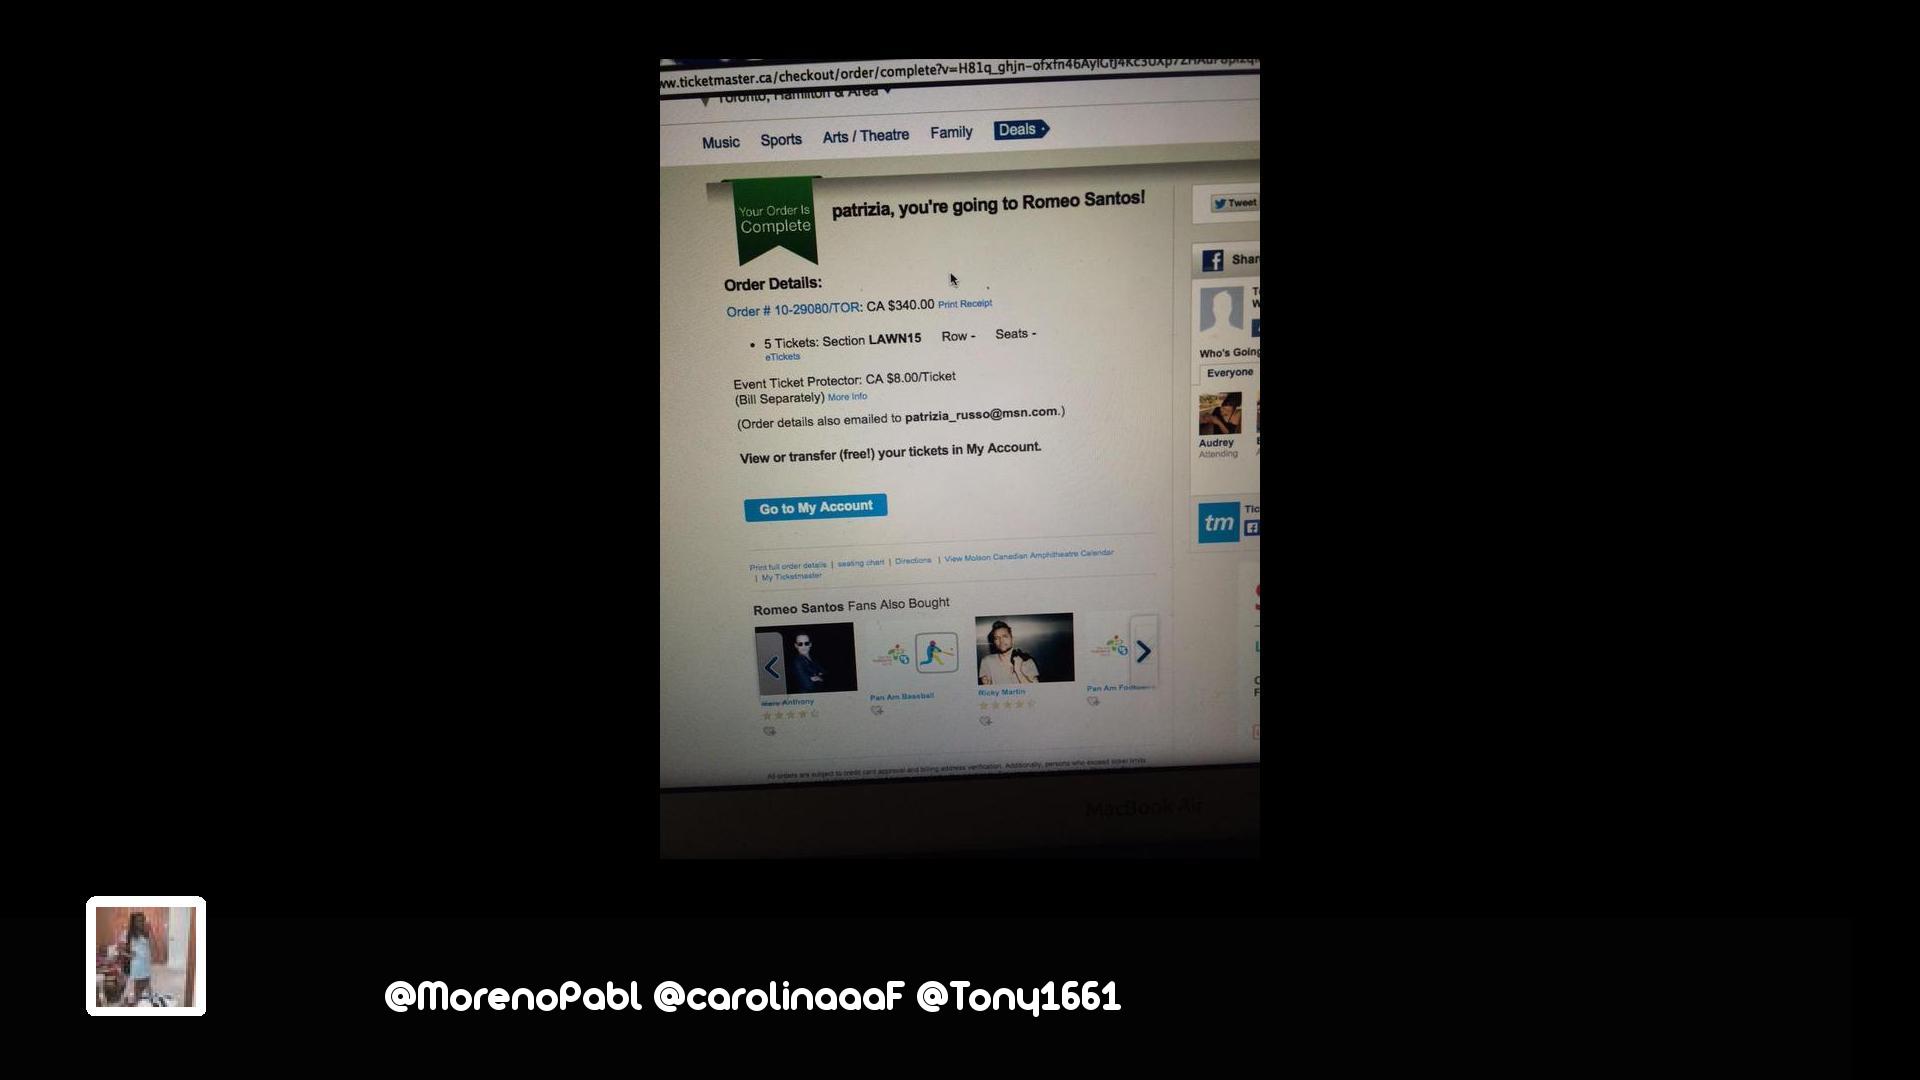 ww.ticketmaster.ca/checkout/order/complete?v=H81q_ghjn-ofxfn46AylGtJ4Kc3UXp7ZHAuF8pizqi
Toronto, Hamilton & Area
Music Sports Arts / Theatre Family Deals
Your Order Is
Complete
patrizia, you're going to Romeo Santos!
Tweet
Order Details:
Order # 10-29080/TOR: CA $340.00 Print Receipt
• 5 Tickets: Section LAWN15 Row - Seats -
eTickets
Event Ticket Protector: CA $8.00/Ticket
(Bill Separately) More Info
(Order details also emailed to patrizia_russo@msn.com.)
View or transfer (free!) your tickets in My Account.
Go to My Account
Shar
Who's Going
Everyone
Audrey
Attending
tm Tic
Print full order details | seating chart | Directions | View Molson Canadian Amphitheatre Calendar
| My Ticketmaster
Romeo Santos Fans Also Bought
Marc Anthony
Pan Am Baseball
Ricky Martin
Pan Am Football
All orders are subject to credit card approval and billing address verification. Additionally, persons who exceed ticket limits
MacBook Air
@MorenoPabl @carolinaaaF @Tony1661